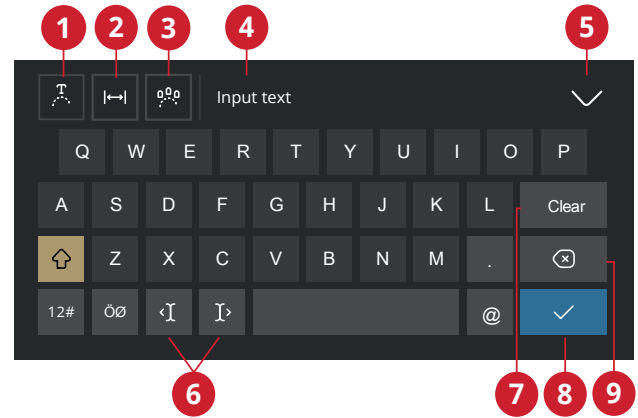 1 2 3 4 5
T
Input text
Q W E R T Y U I O P
A S D F G H J K L Clear
Z X C V B N M .
12# ÖØ @
6 7 8 9